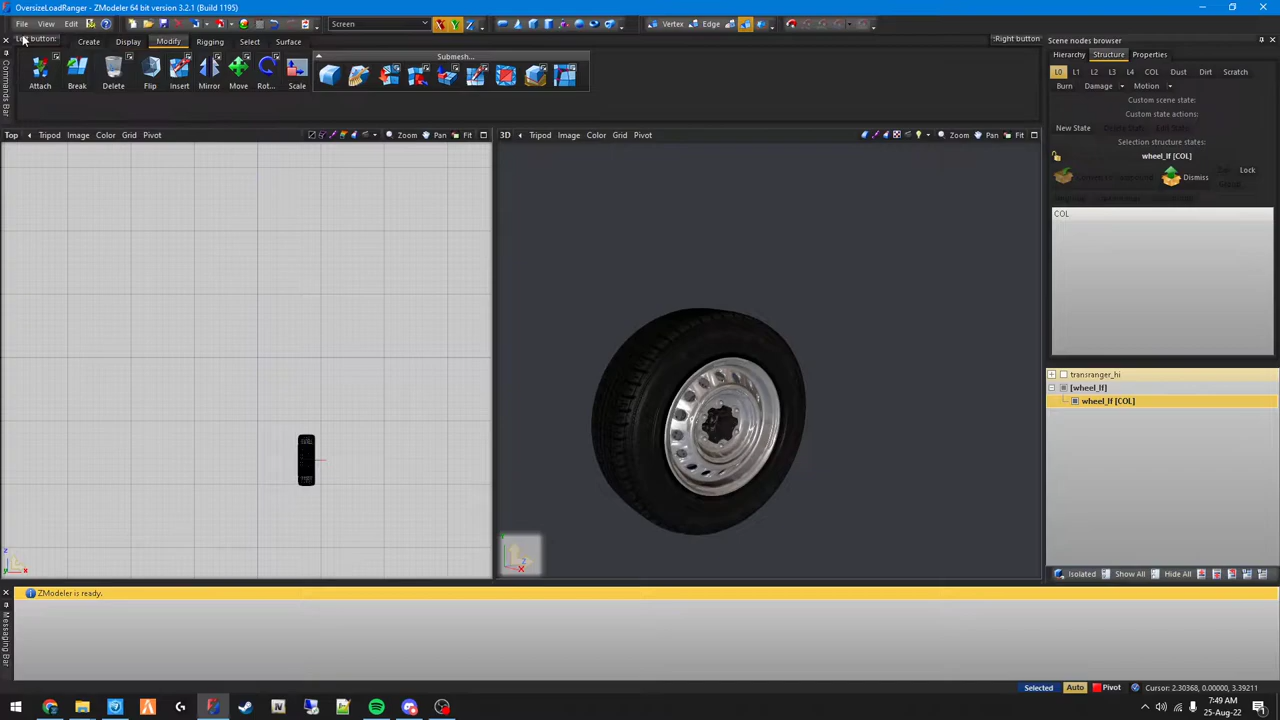 OversizeLoadRanger - ZModeler 64 bit version 3.2.1 (Build 1195)
File View Edit Screen X Y Z Vertex Edge
Left button: :Right button
Create Display Modify Rigging Select Surface
Submesh...
Attach Break Delete Flip Insert Mirror Move Rot... Scale
Commands Bar
Top Tripod Image Color Grid Pivot Zoom Pan Fit
3D Tripod Image Color Grid Pivot Zoom Pan Fit
Scene nodes browser
Hierarchy Structure Properties
L0 L1 L2 L3 L4 COL Dust Dirt Scratch
Burn Damage Motion
Custom scene state:
Custom state actions:
New State
Selection structure states:
wheel_lf [COL]
Dismiss Lock
COL
transranger_hi
[wheel_lf]
wheel_lf [COL]
Isolated Show All Hide All
ZModeler is ready.
Messaging Bar
Selected Auto Pivot Cursor: 2.30368, 0.00000, 3.39211
7:49 AM
25-Aug-22